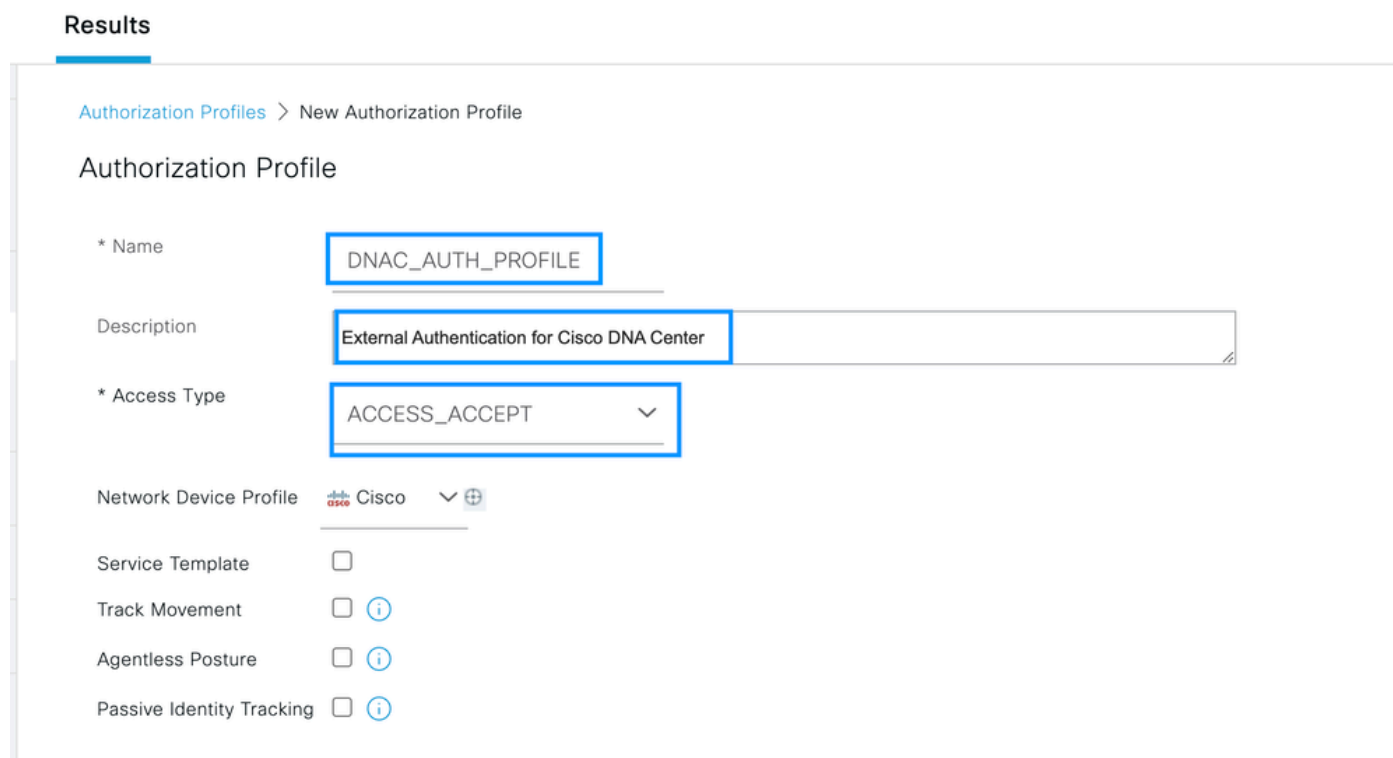 Results
Authorization Profiles > New Authorization Profile
Authorization Profile
* Name
DNAC_AUTH_PROFILE
Description
External Authentication for Cisco DNA Center
* Access Type
ACCESS_ACCEPT
Network Device Profile cisco Cisco
Service Template
Track Movement
Agentless Posture
Passive Identity Tracking